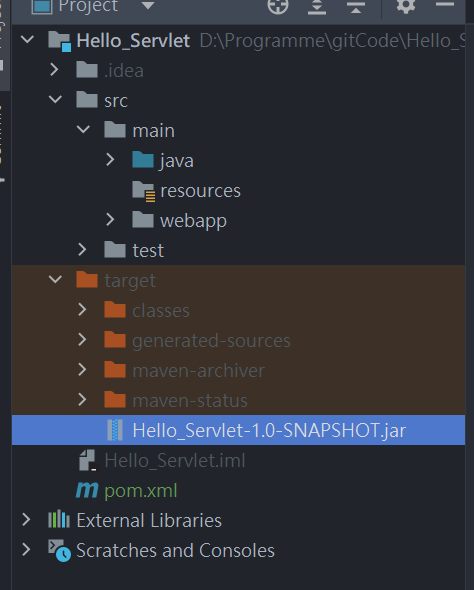 Project
Hello_Servlet D:\Programme\gitCode\Hello_S
.idea
src
main
java
resources
webapp
test
target
classes
generated-sources
maven-archiver
maven-status
Hello_Servlet-1.0-SNAPSHOT.jar
Hello_Servlet.iml
pom.xml
External Libraries
Scratches and Consoles